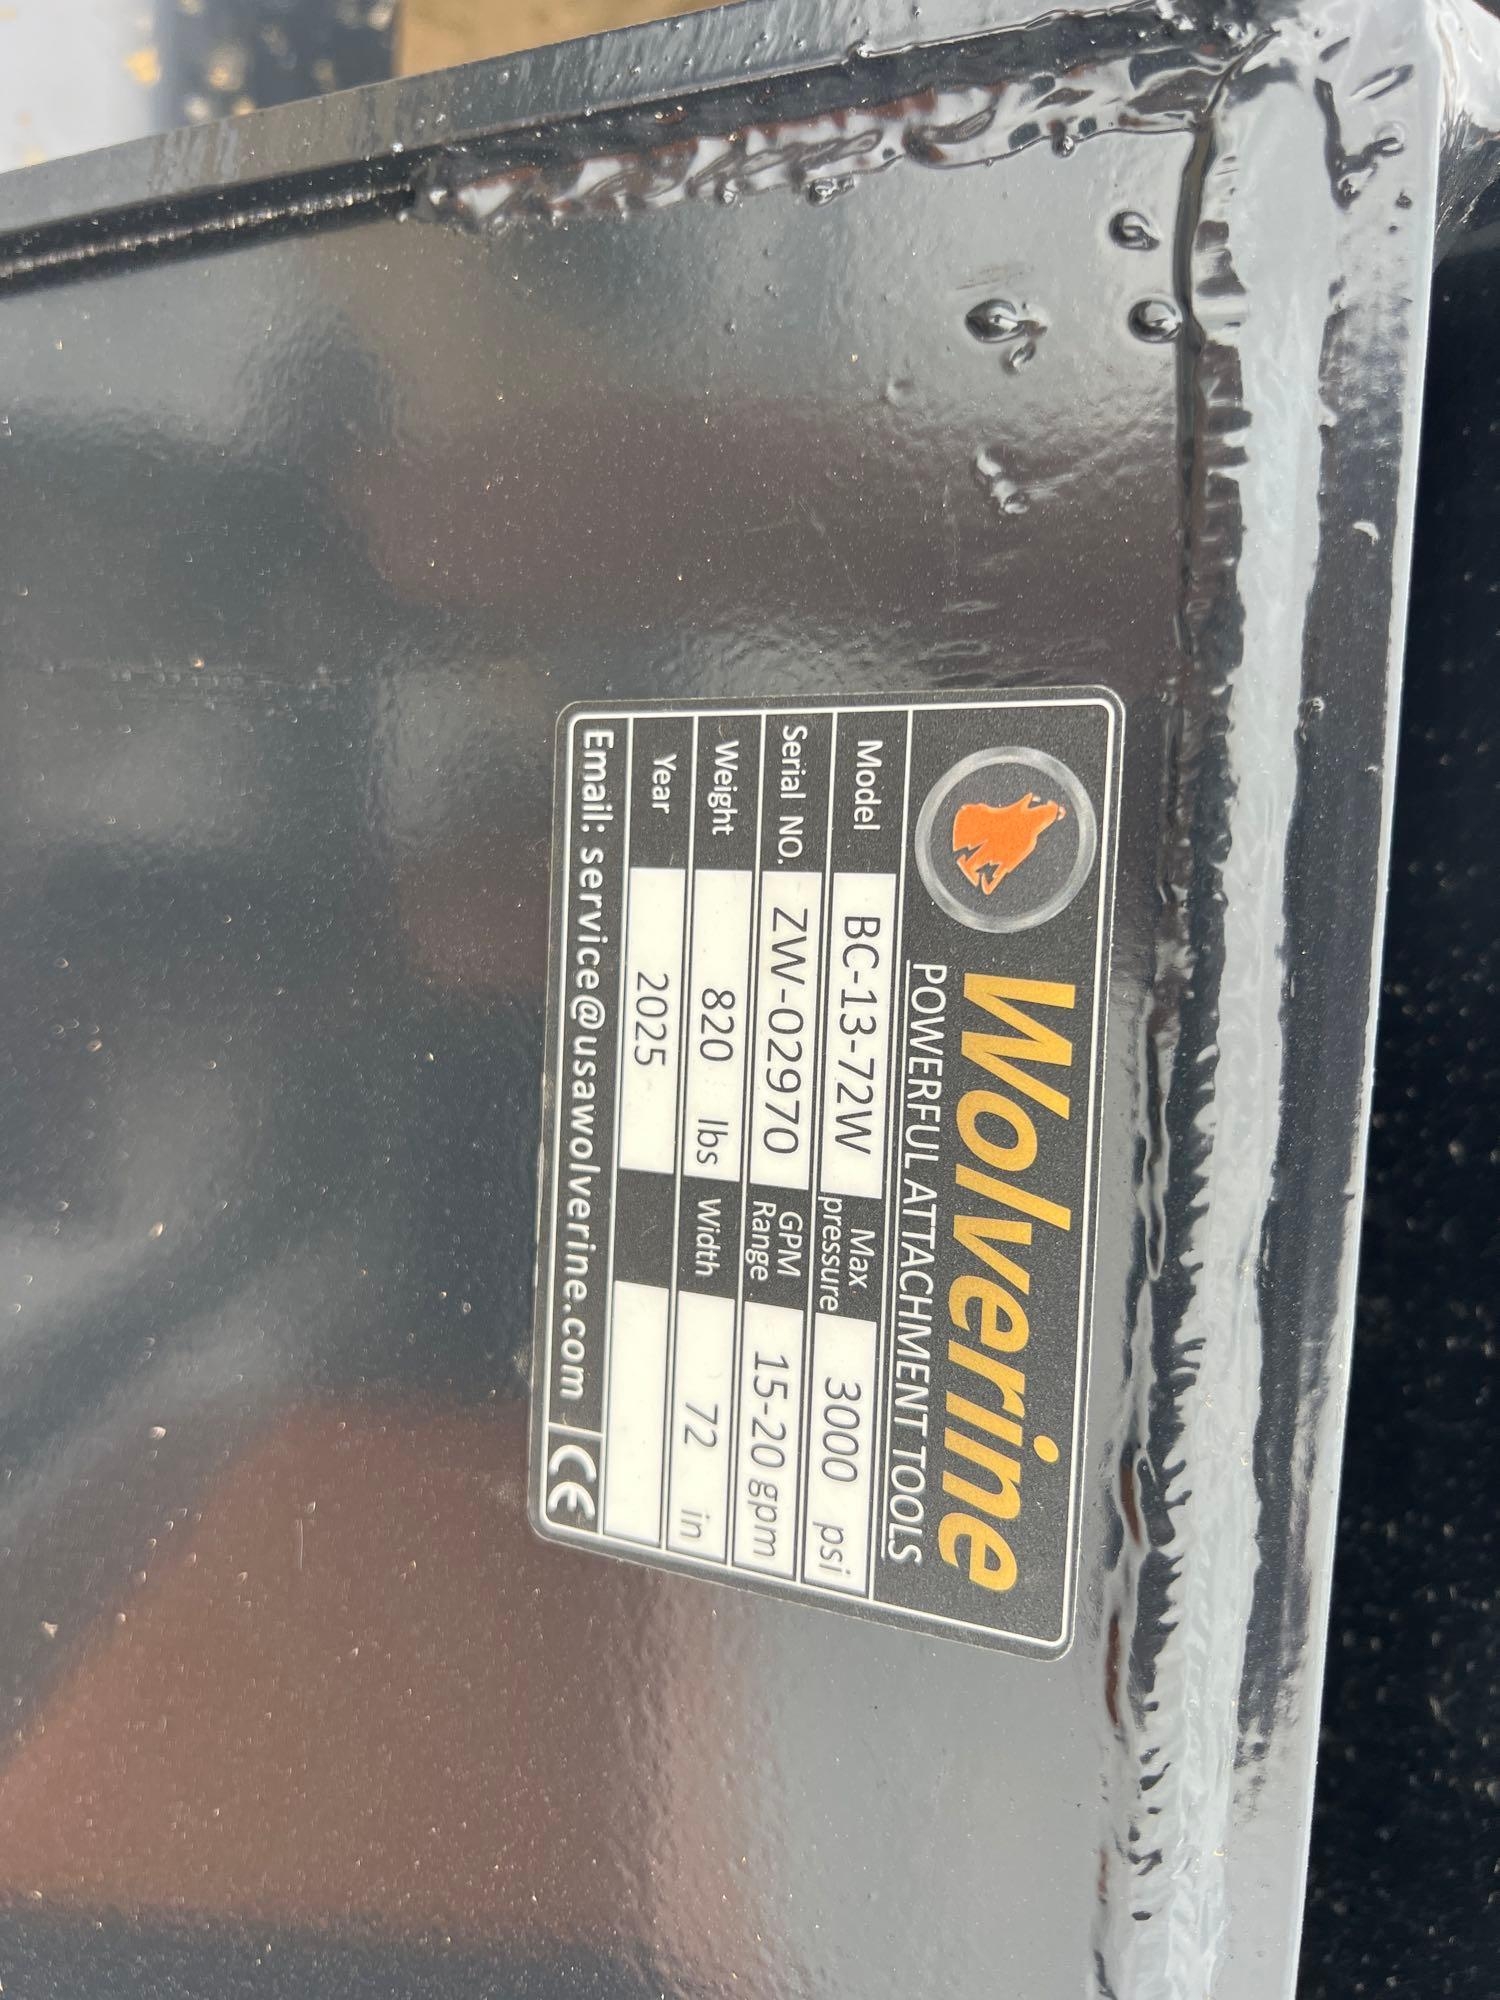 Wolverine
POWERFUL ATTACHMENT TOOLS
Model BC-13-72W Max pressure 3000 psi
Serial NO. ZW-02970 GPM Range 15-20 gpm
Weight 820 lbs Width 72 in
Year 2025
Email: service@usawolverine.com CE